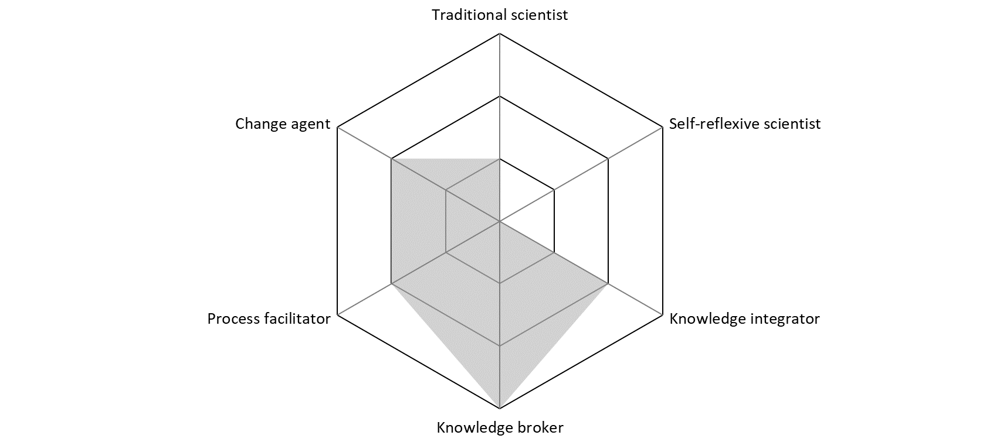 Traditional scientist
Change agent
Self-reflexive scientist
Process facilitator
Knowledge integrator
Knowledge broker